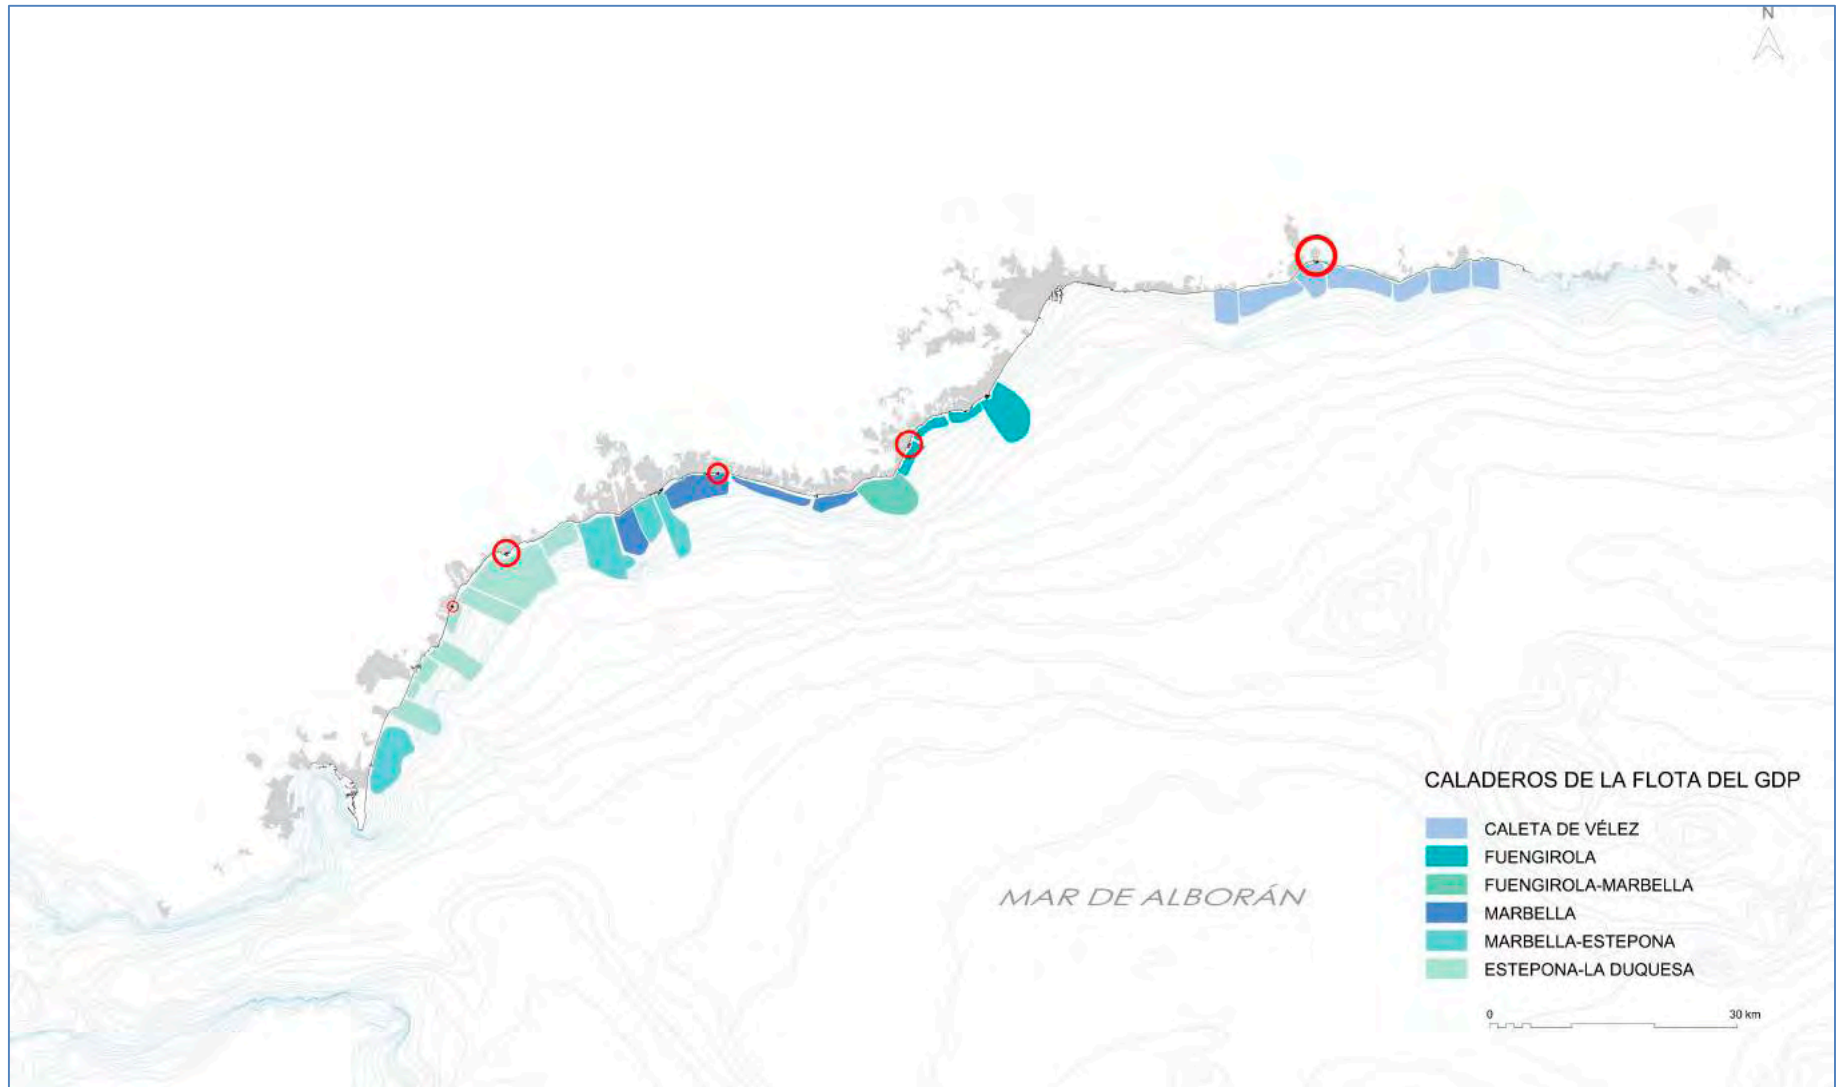 N
CALADEROS DE LA FLOTA DEL GDP
CALETA DE VÉLEZ
FUENGIROLA
FUENGIROLA-MARBELLA
MARBELLA
MARBELLA-ESTEPONA
ESTEPONA-LA DUQUESA
MAR DE ALBORÁN
0 30 km